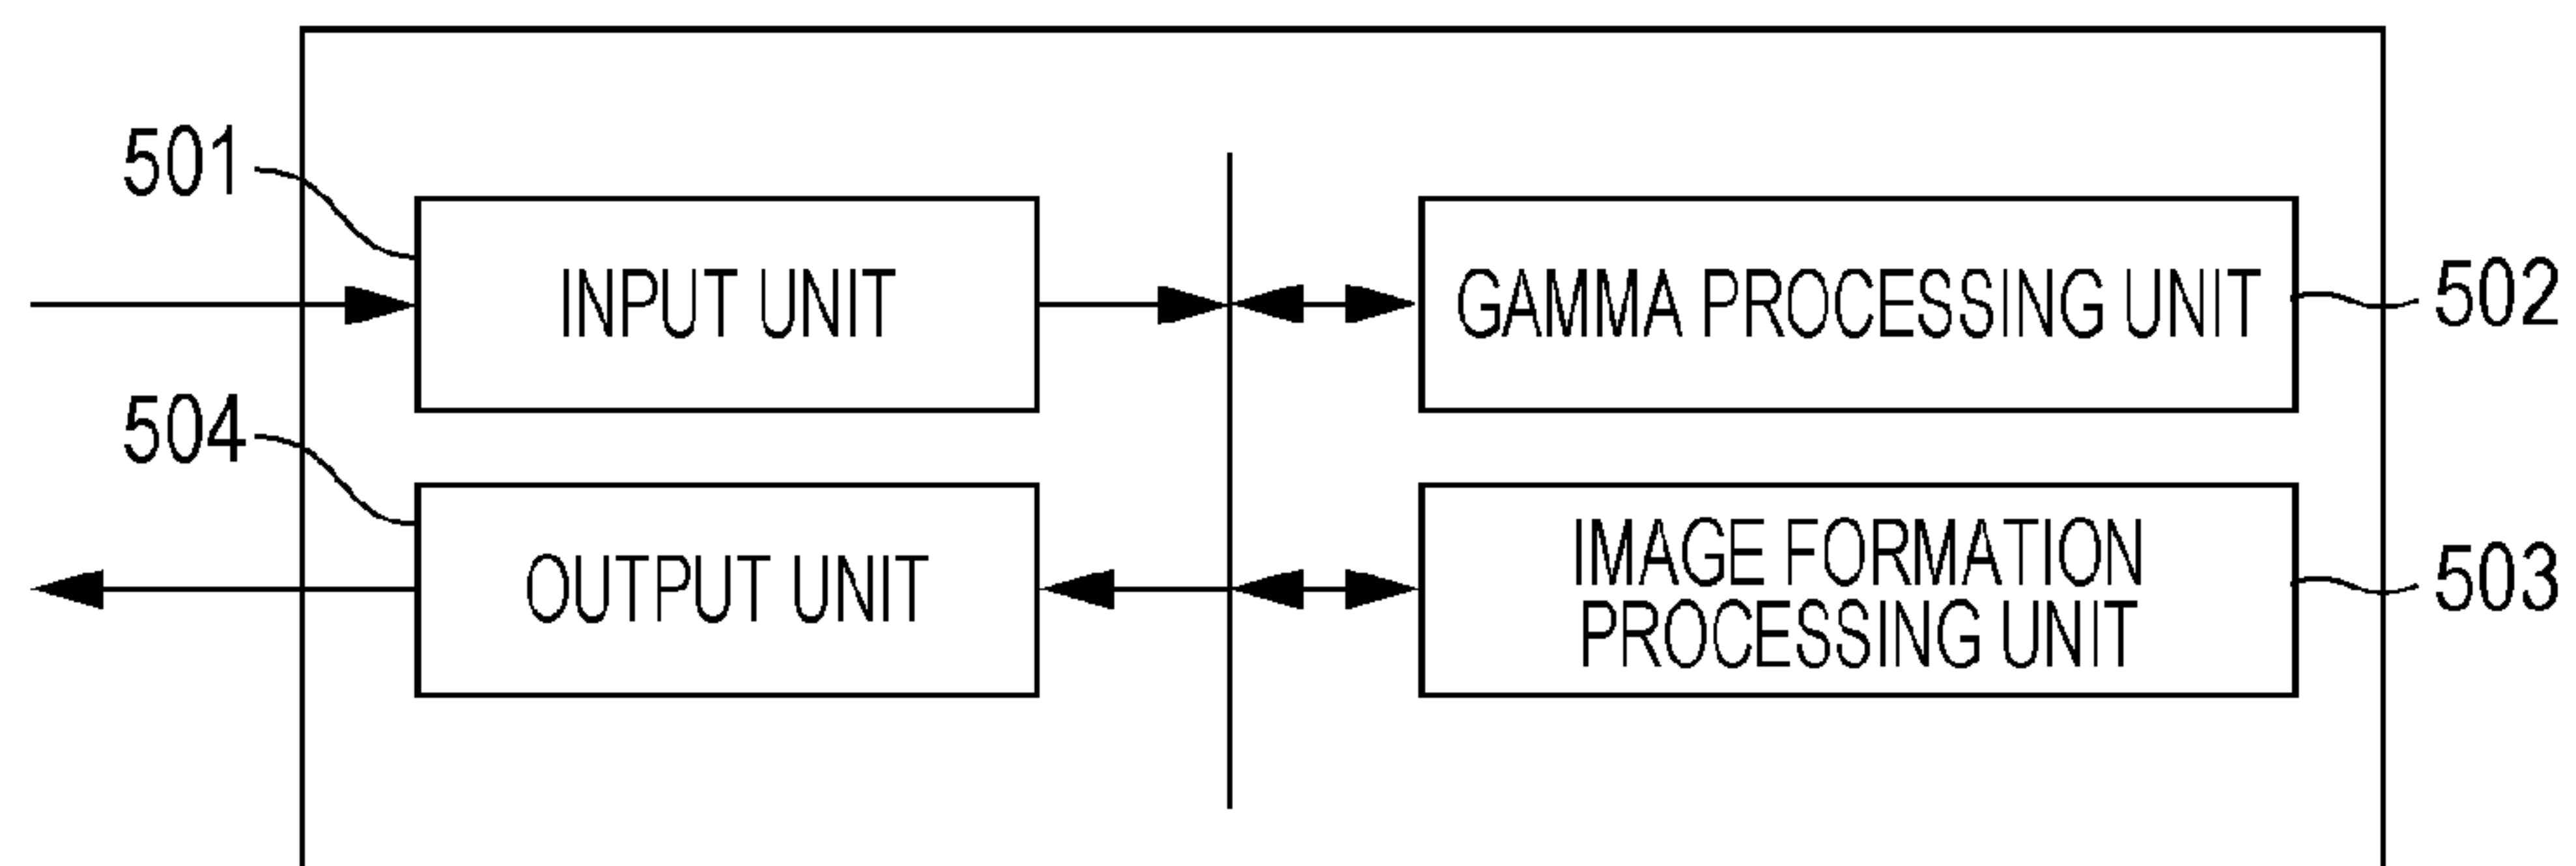 501
INPUT UNIT
GAMMA PROCESSING UNIT
502
504
OUTPUT UNIT
IMAGE FORMATION
PROCESSING UNIT
503